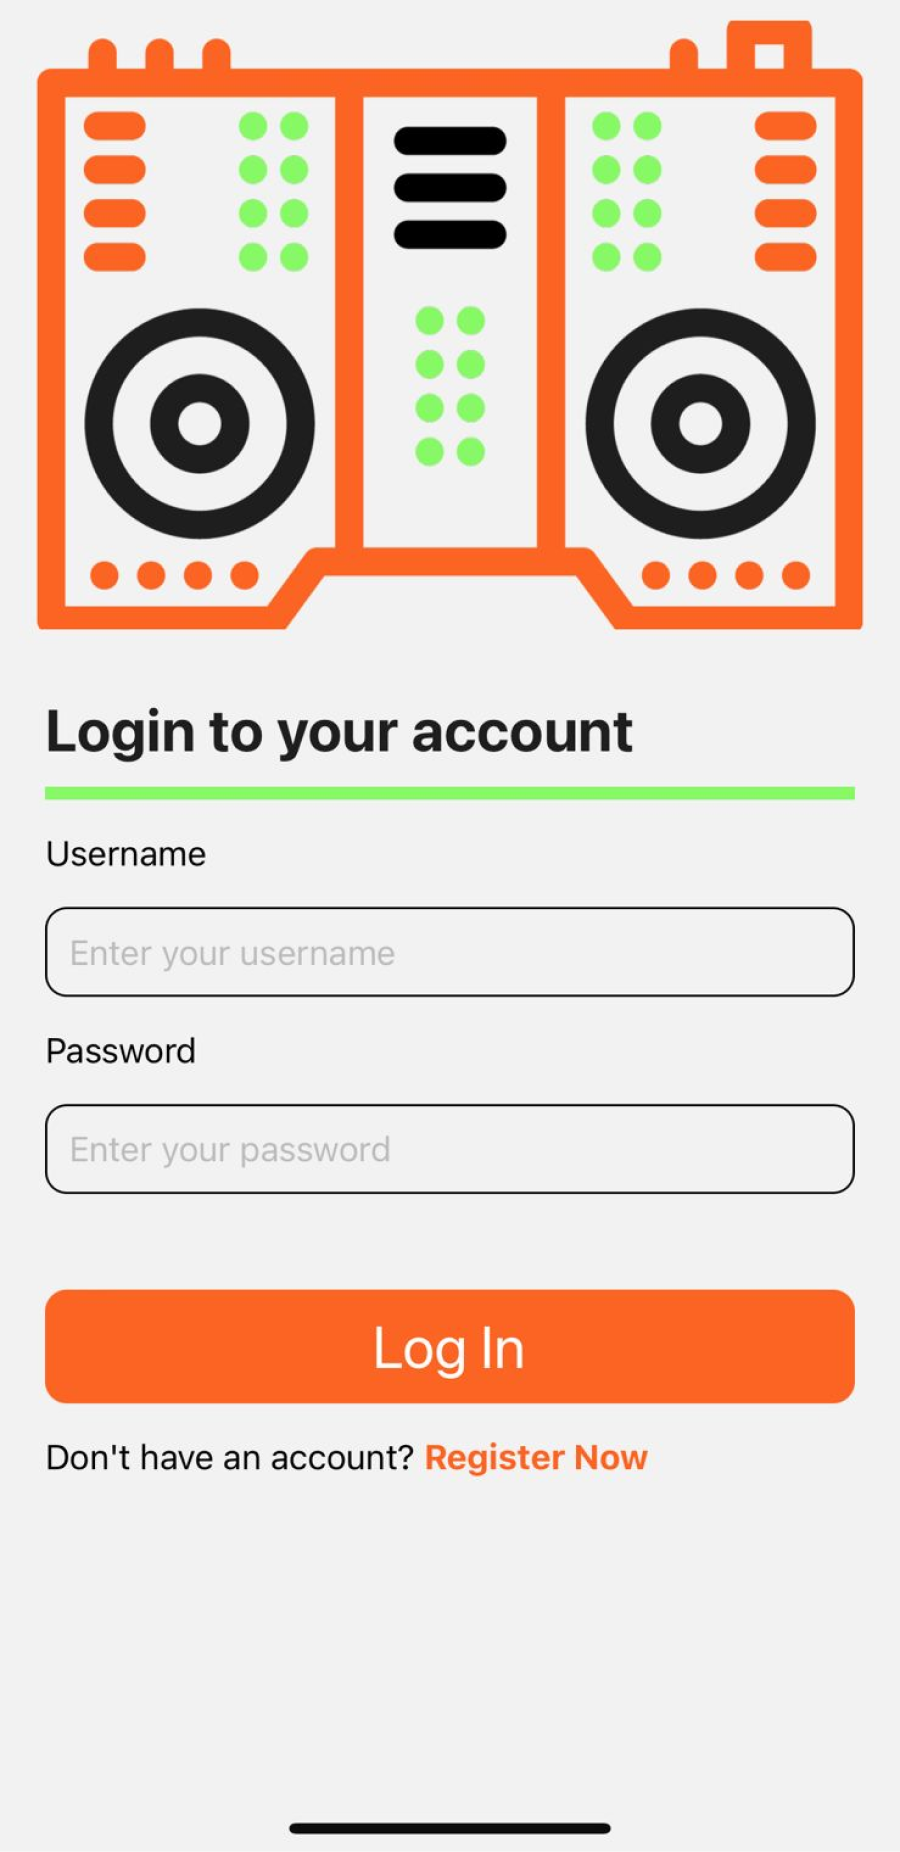 Login to your account
Username
Enter your username
Password
Enter your password
Log In
Don't have an account? Register Now